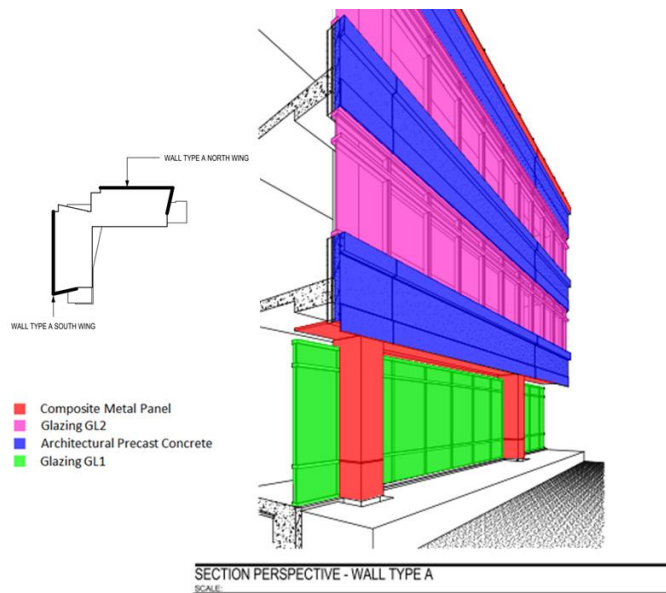 WALL TYPE A NORTH WING
WALL TYPE A SOUTH WING
Composite Metal Panel
Glazing GL2
Architectural Precast Concrete
Glazing GL1
SECTION PERSPECTIVE - WALL TYPE A
SCALE: